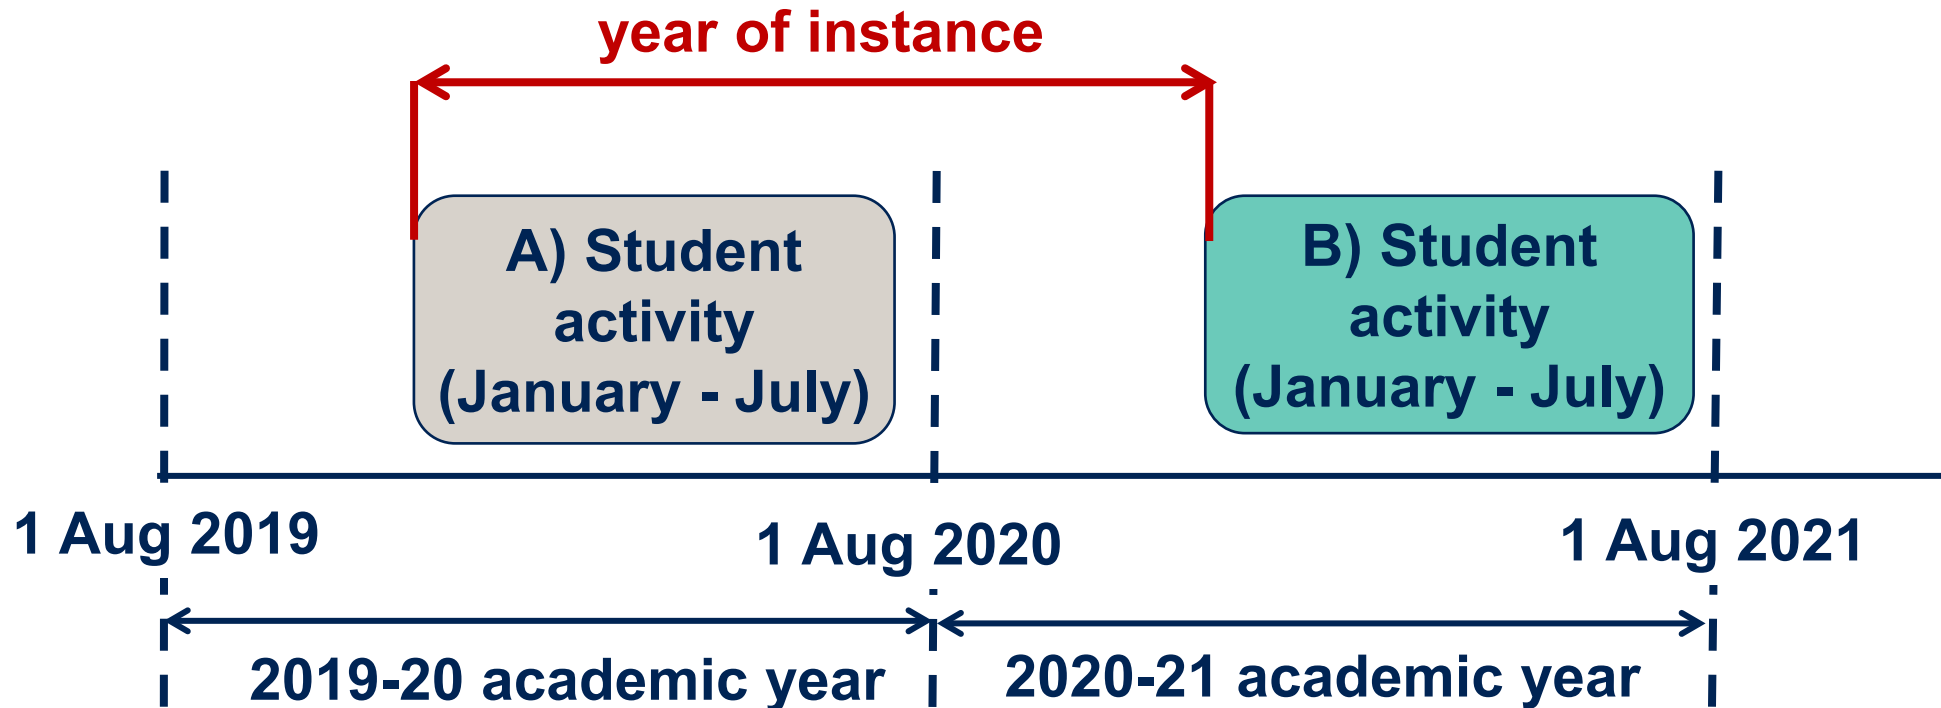 year of instance
A) Student
activity
(January - July)
B) Student
activity
(January - July)
1 Aug 2019
1 Aug 2020
1 Aug 2021
2019-20 academic year
2020-21 academic year